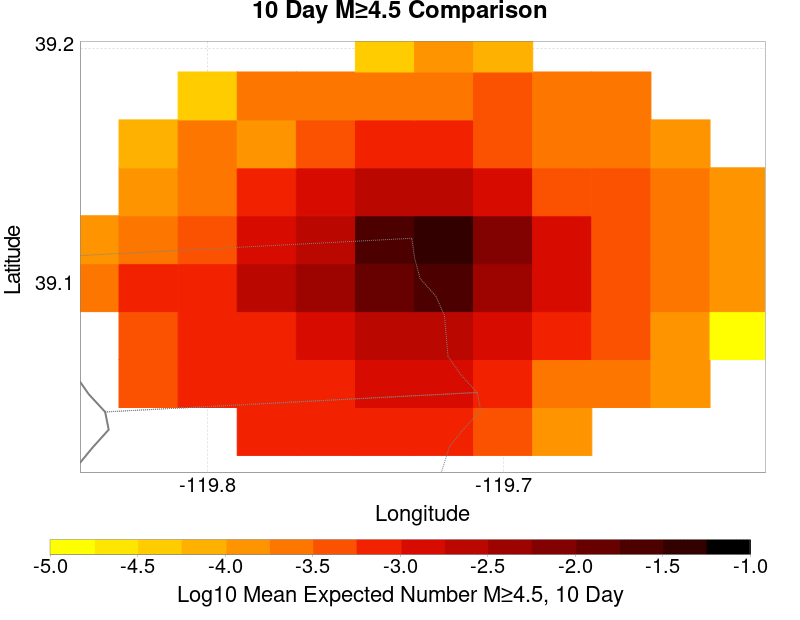 10 Day M≥4.5 Comparison
39.2
39.1
Latitude
-119.8 -119.7
Longitude
-5.0 -4.5 -4.0 -3.5 -3.0 -2.5 -2.0 -1.5 -1.0
Log10 Mean Expected Number M≥4.5, 10 Day